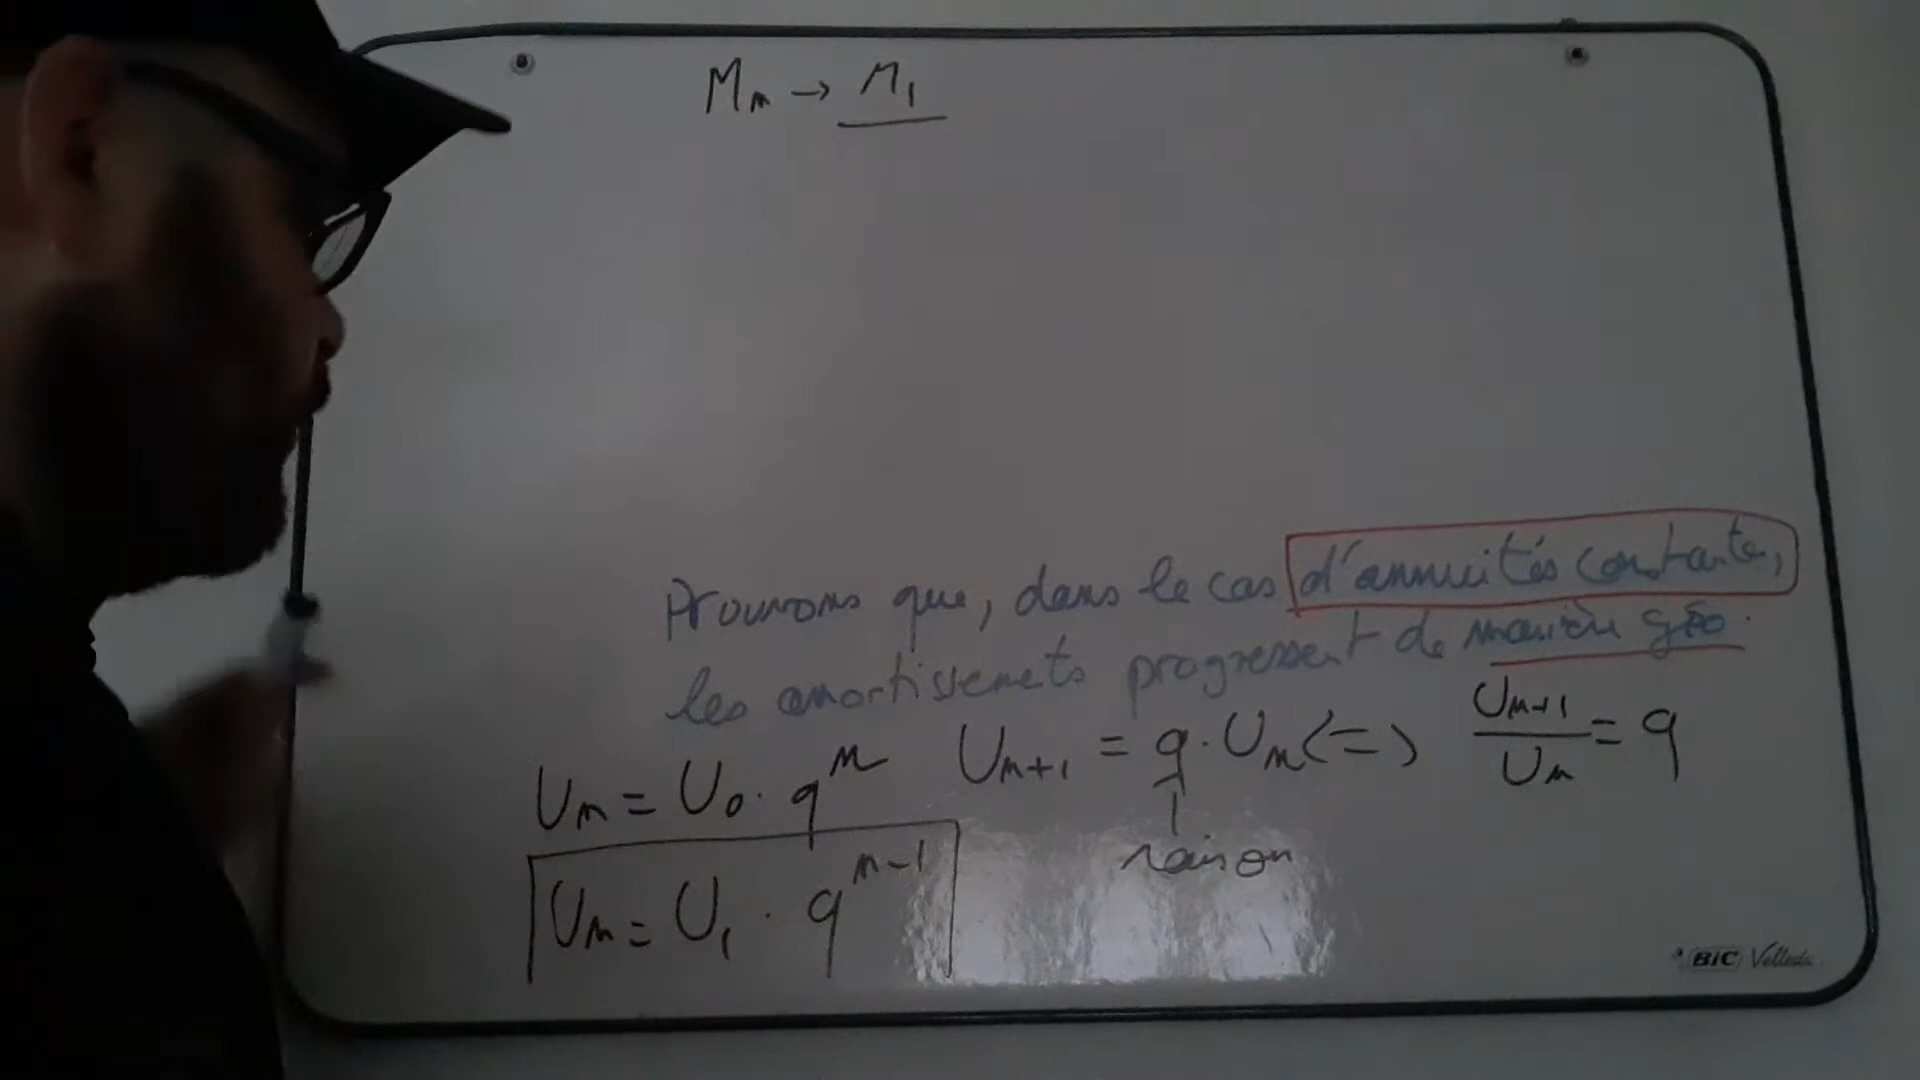 Mn → M1
Prouvons que, dans le cas d'annuités constantes,
les amortissements progressent de manière géo.
Un = U0 · q^n
Un+1 = q · Un (=) Un+1 / Un = q
raison
Un = U1 · q^n-1
BIC Velleda